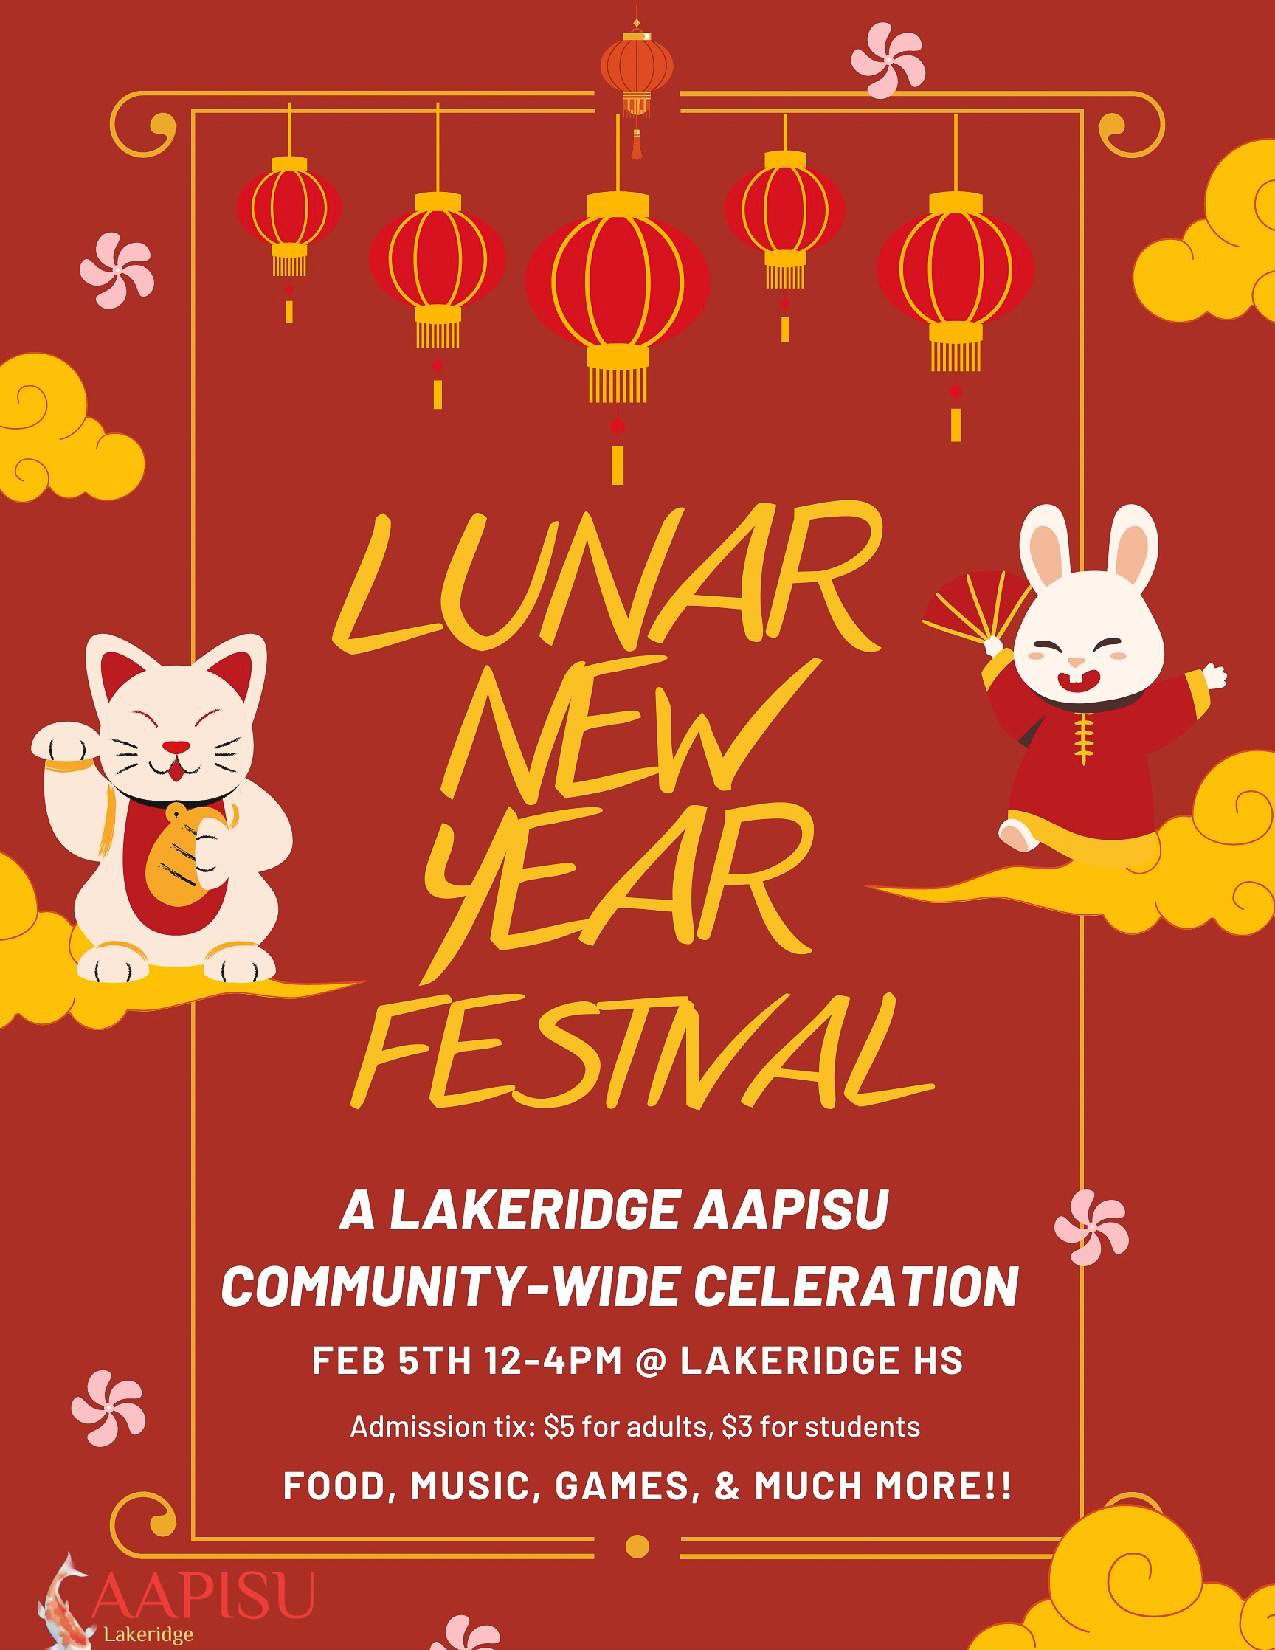 LUNAR
NEW
YEAR
FESTIVAL
A LAKERIDGE AAPISU
COMMUNITY-WIDE CELERATION
FEB 5TH 12-4PM @ LAKERIDGE HS
Admission tix: $5 for adults, $3 for students
FOOD, MUSIC, GAMES, & MUCH MORE!!
AAPISU
Lakeridge